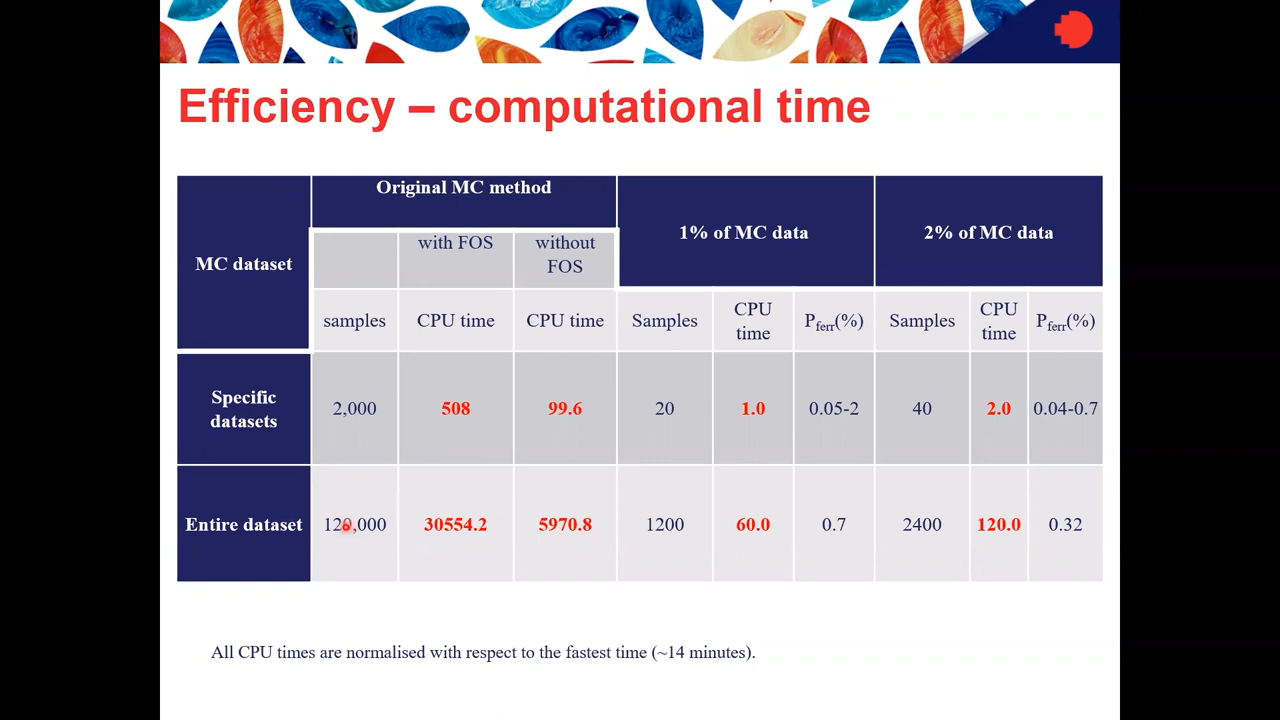 Efficiency – computational time
Original MC method
MC dataset
1% of MC data
2% of MC data
with FOS
without
FOS
samples
CPU time
CPU time
Samples
CPU
time
Pferr(%)
Samples
CPU
time
Pferr(%)
Specific
datasets
2,000
508
99.6
20
1.0
0.05-2
40
2.0
0.04-0.7
Entire dataset
120,000
30554.2
5970.8
1200
60.0
0.7
2400
120.0
0.32
All CPU times are normalised with respect to the fastest time (~14 minutes).